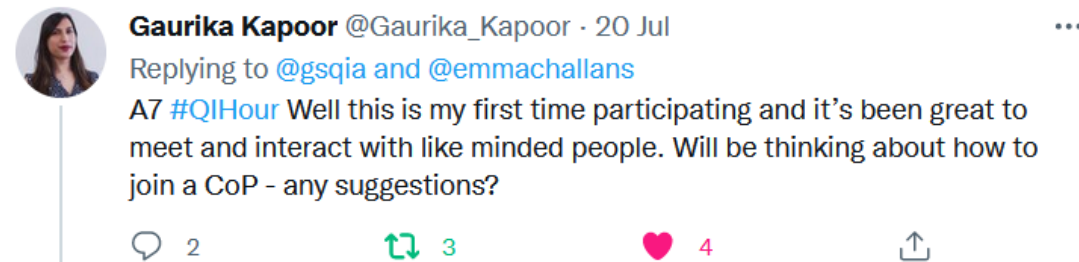 Gaurika Kapoor @Gaurika_Kapoor · 20 Jul
Replying to @gsqia and @emmachallans
A7 #QIHour Well this is my first time participating and it’s been great to
meet and interact with like minded people. Will be thinking about how to
join a CoP - any suggestions?
2 3 4